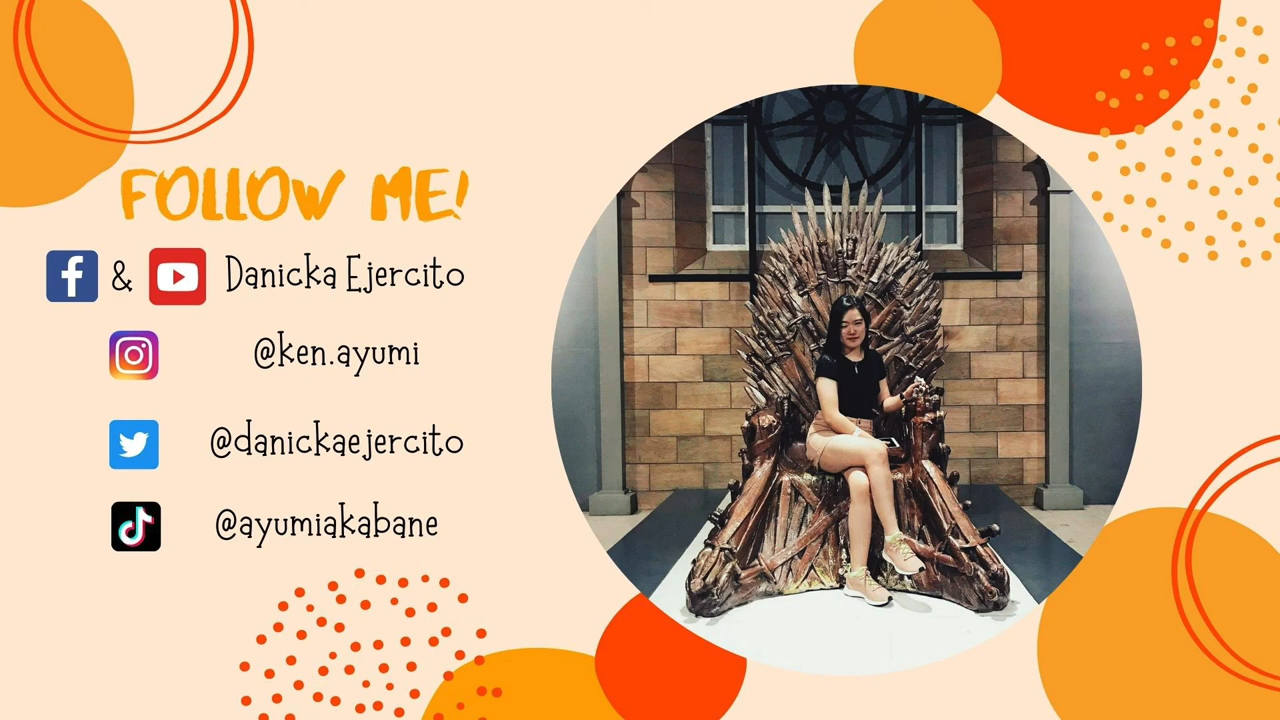 FOLLOW ME!
& Danicka Ejercito
@ken.ayumi
@danickaejercito
@ayumiakabane